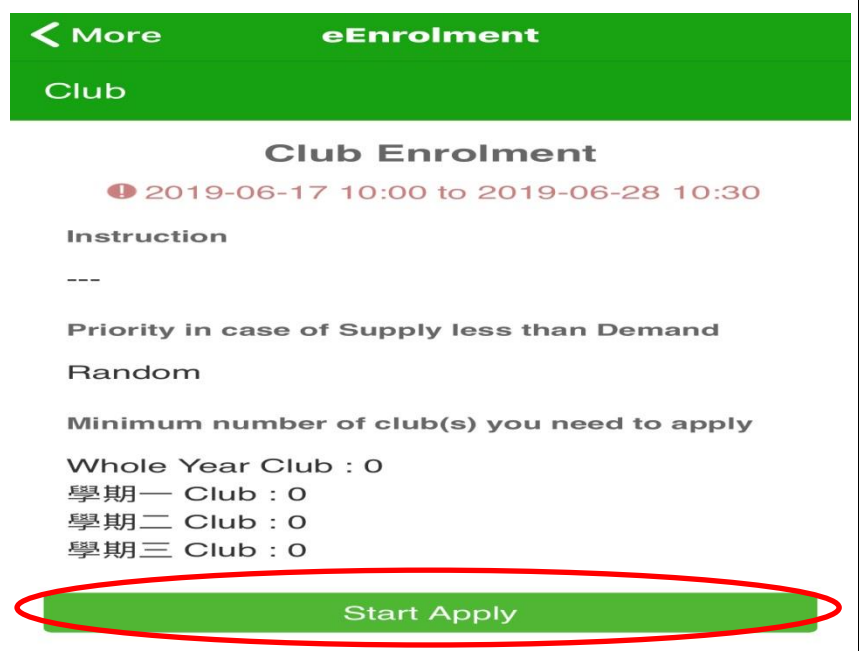 More
eEnrolment
Club
Club Enrolment
2019-06-17 10:00 to 2019-06-28 10:30
Instruction
---
Priority in case of Supply less than Demand
Random
Minimum number of club(s) you need to apply
Whole Year Club : 0
學期一 Club : 0
學期二 Club : 0
學期三 Club : 0
Start Apply